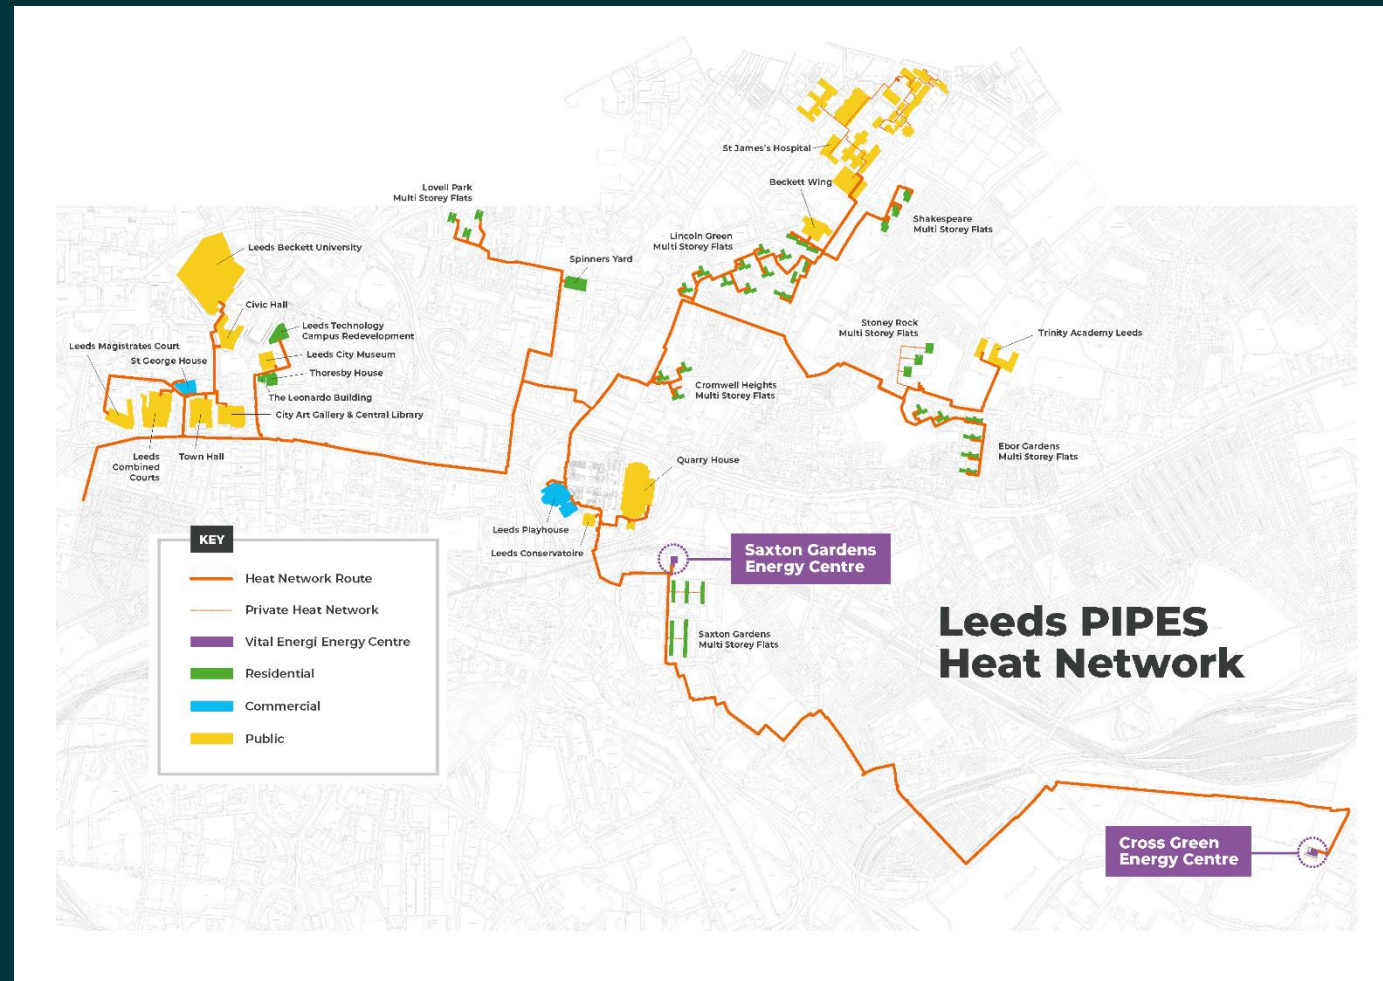 St James's Hospital
Beckett Wing
Lovell Park
Multi Storey Flats
Shakespeare
Multi Storey Flats
Lincoln Green
Multi Storey Flats
Leeds Beckett University
Spinners Yard
Civic Hall
Leeds Technology
Campus Redevelopment
Stoney Rock
Multi Storey Flats
Trinity Academy Leeds
Leeds Magistrates Court
St George House
Leeds City Museum
Thoresby House
Cromwell Heights
Multi Storey Flats
The Leonardo Building
City Art Gallery & Central Library
Leeds
Combined
Courts
Town Hall
Quarry House
Ebor Gardens
Multi Storey Flats
Leeds Playhouse
Leeds Conservatoire
KEY
Heat Network Route
Private Heat Network
Vital Energi Energy Centre
Residential
Commercial
Public
Saxton Gardens
Energy Centre
Saxton Gardens
Multi Storey Flats
Leeds PIPES
Heat Network
Cross Green
Energy Centre